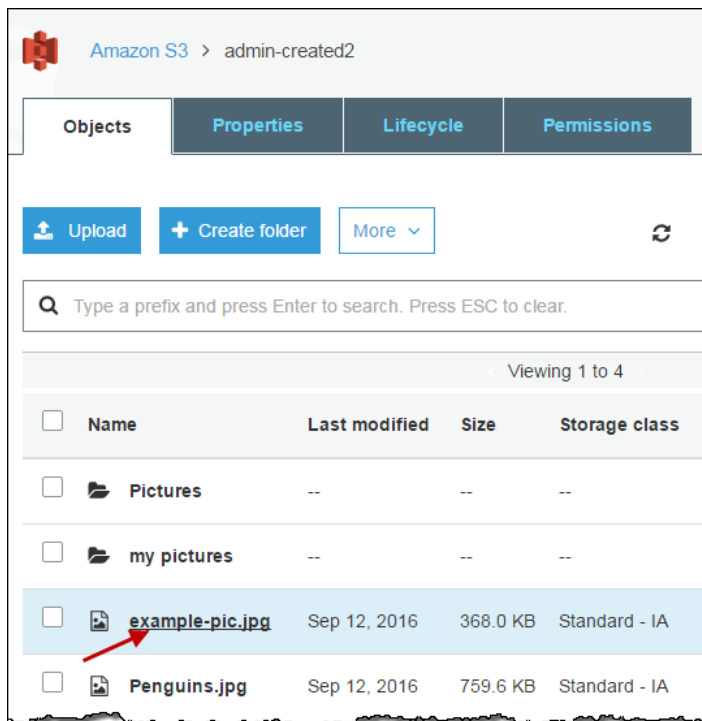 Amazon S3 > admin-created2
Objects Properties Lifecycle Permissions
Upload + Create folder More
Type a prefix and press Enter to search. Press ESC to clear.
Viewing 1 to 4
Name Last modified Size Storage class
Pictures -- -- --
my pictures -- -- --
example-pic.jpg Sep 12, 2016 368.0 KB Standard - IA
Penguins.jpg Sep 12, 2016 759.6 KB Standard - IA